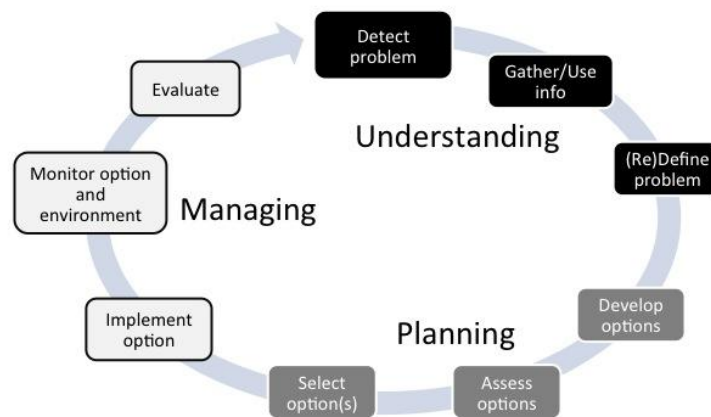 Detect
problem
Gather/Use
info
Understanding
(Re)Define
problem
Develop
options
Planning
Assess
options
Select
option(s)
Implement
option
Managing
Monitor option
and
environment
Evaluate